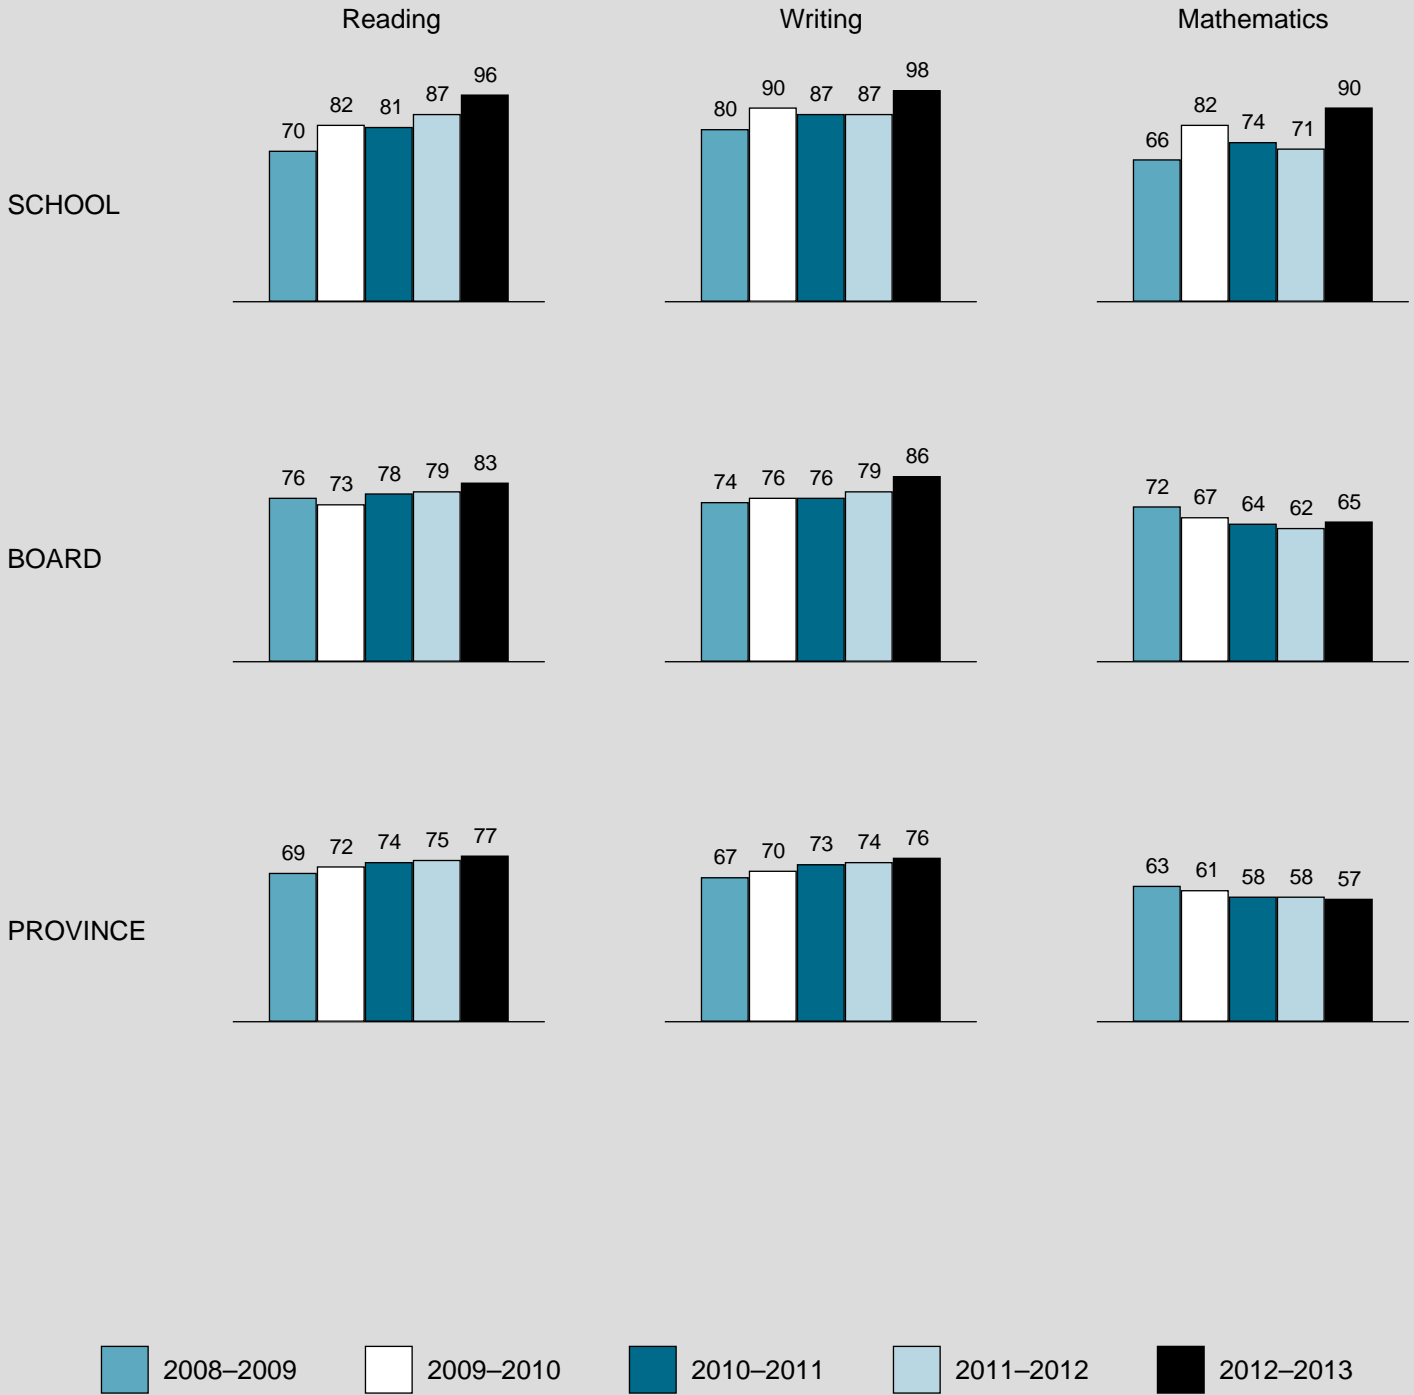 Reading Writing Mathematics
SCHOOL
70 82 81 87 96
80 90 87 87 98
66 82 74 71 90
BOARD
76 73 78 79 83
74 76 76 79 86
72 67 64 62 65
PROVINCE
69 72 74 75 77
67 70 73 74 76
63 61 58 58 57
2008–2009 2009–2010 2010–2011 2011–2012 2012–2013